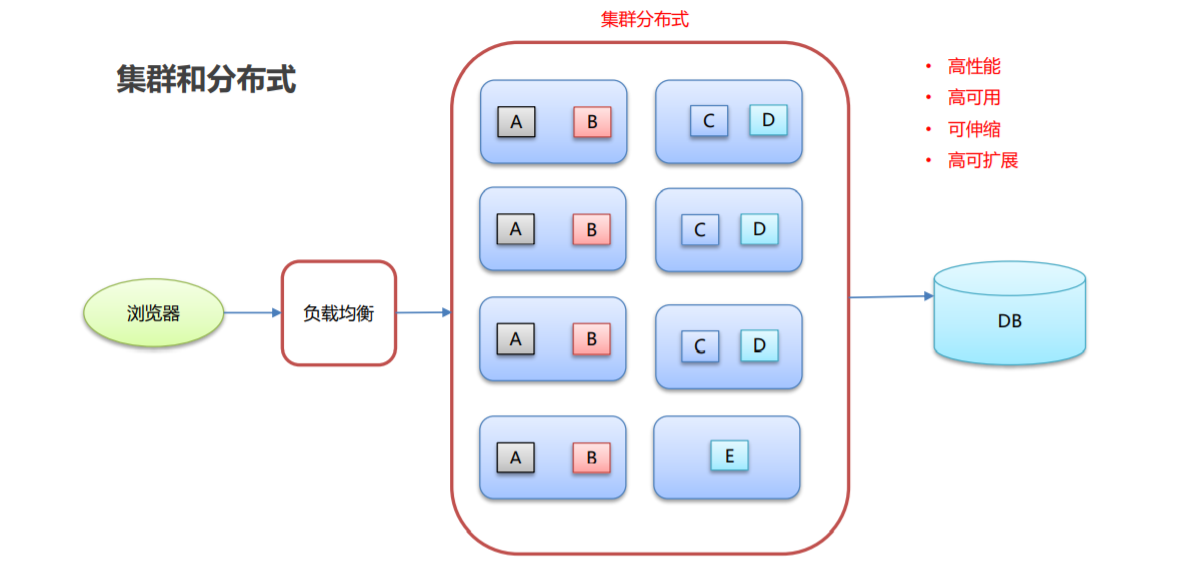 集群分布式
集群和分布式
• 高性能
• 高可用
• 可伸缩
• 高可扩展
A B C D
A B C D
A B C D
A B E
浏览器
负载均衡
DB